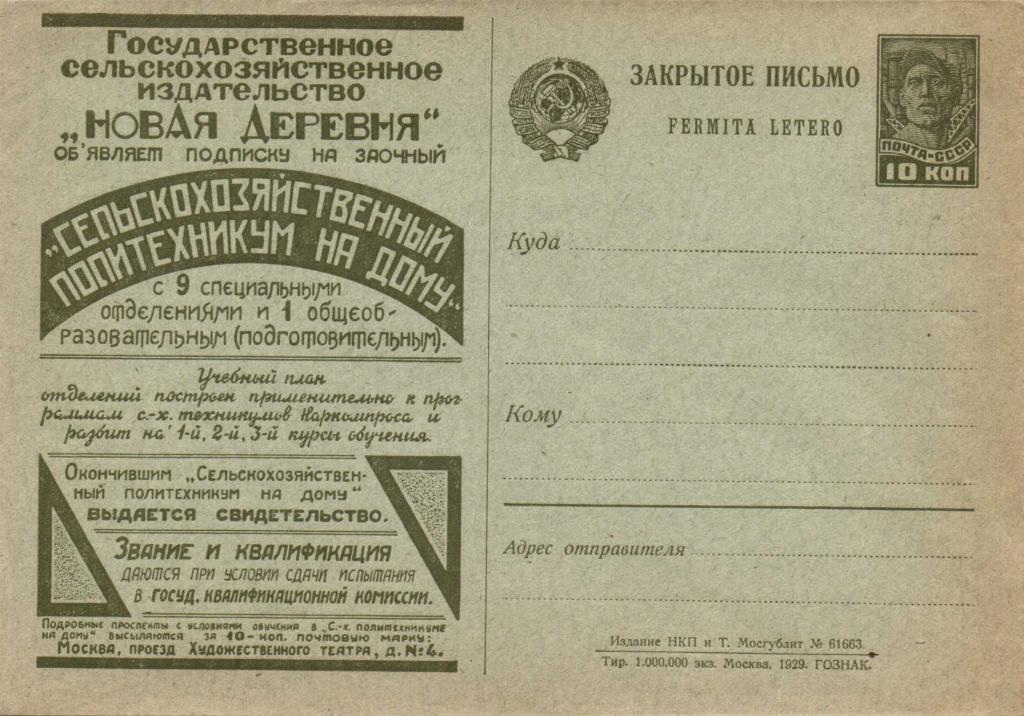 Государственное
сельскохозяйственное
издательство
„Новая Деревня“
об'являет подписку на заочный
„Сельскохозяйственный
политехникум на дому“
с 9 специальными
отделениями и 1 общеоб-
разовательным (подготовительным).
Учебный план
отделений построен применительно к прог
раммам с.-х. техникумов Наркомпроса и
разбит на 1-й, 2-й, 3-й курсы обучения.
Окончившим „Сельскохозяйствен-
ный политехникум на дому“
выдается свидетельство.
Звание и квалификация
даются при условии сдачи испытания
в госуд. квалификационной комиссии.
Подробные проспекты с условиями обучения в „С.-х. политехникуме
на дому“ высылаются за 10-коп. почтовую марку:
Москва, проезд Художественного театра, д. № 4.
ЗАКРЫТОЕ ПИСЬМО
FERMITA LETERO
ПОЧТА-СССР
10 КОП
Куда
Кому
Адрес отправителя
Издание НКП и Т. Мосгублит № 61663.
Тир. 1.000.000 экз. Москва, 1929. ГОЗНАК.